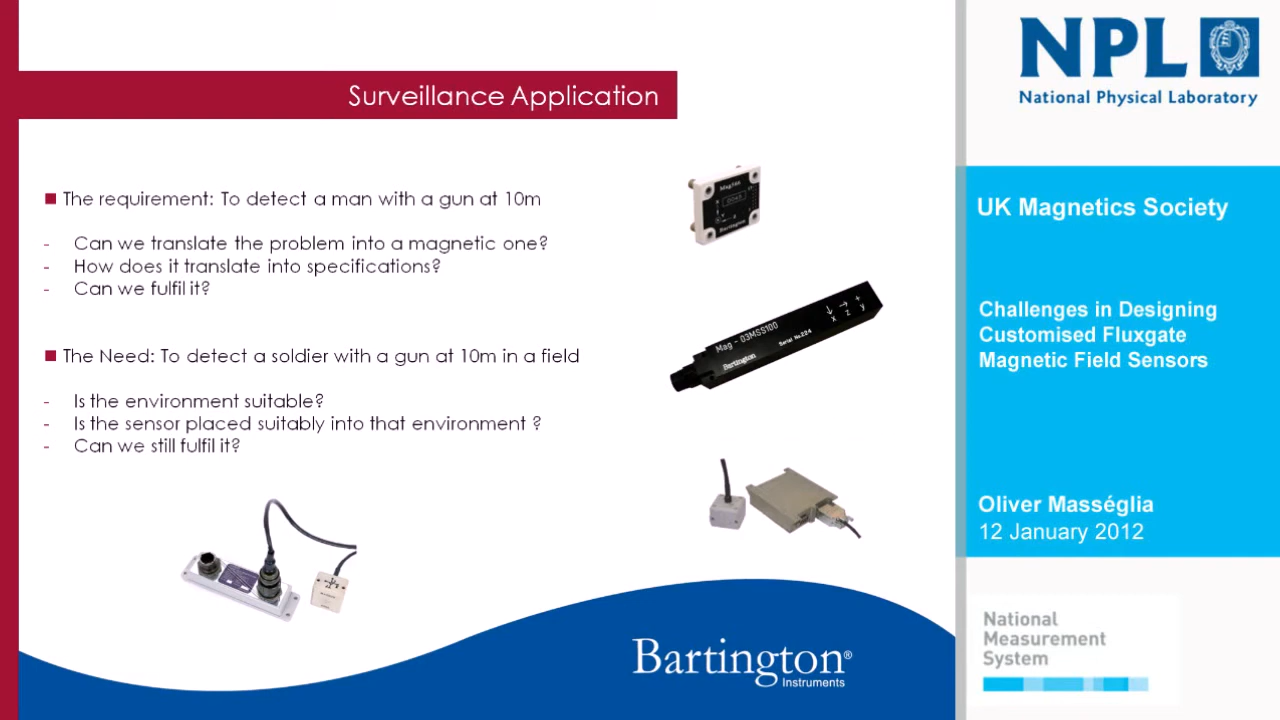 Surveillance Application
The requirement: To detect a man with a gun at 10m
- Can we translate the problem into a magnetic one?
- How does it translate into specifications?
- Can we fulfil it?
The Need: To detect a soldier with a gun at 10m in a field
- Is the environment suitable?
- Is the sensor placed suitably into that environment ?
- Can we still fulfil it?
Bartington
Mag - 03MSS100
Serial No.224
x z y
Bartington
Bartington®
Instruments
NPL
National Physical Laboratory
UK Magnetics Society
Challenges in Designing
Customised Fluxgate
Magnetic Field Sensors
Oliver Masséglia
12 January 2012
National
Measurement
System